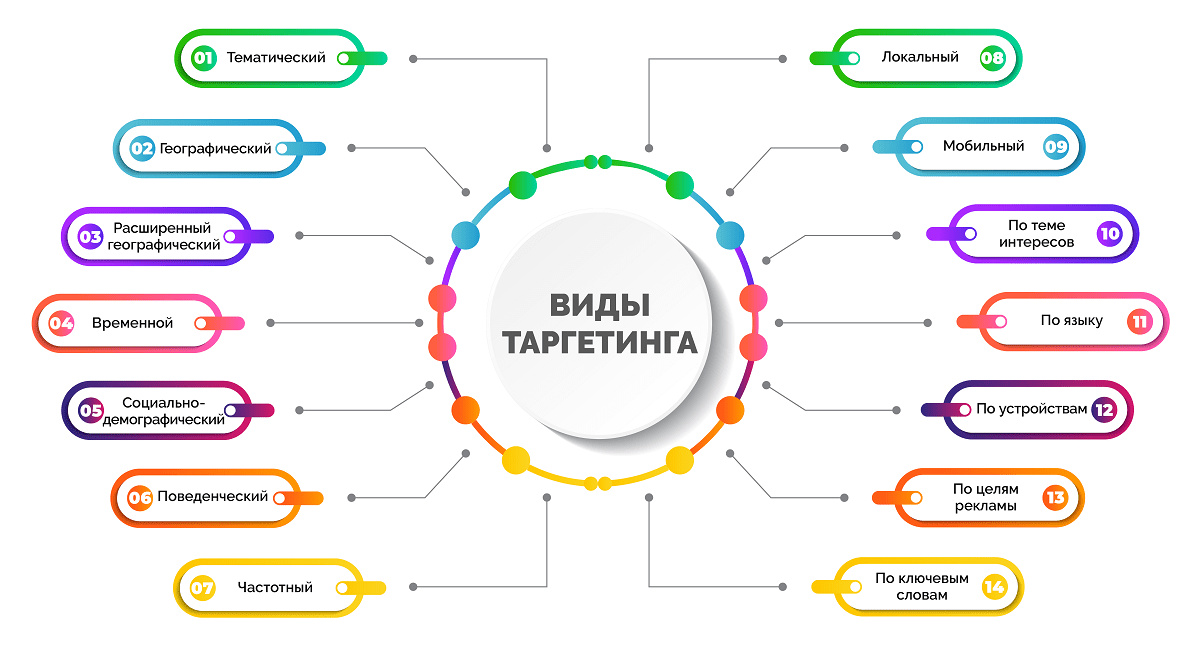 ВИДЫ
ТАРГЕТИНГА
01 Тематический
02 Географический
03 Расширенный
географический
04 Временной
05 Социально-
демографический
06 Поведенческий
07 Частотный
Локальный 08
Мобильный 09
По теме
интересов 10
По языку 11
По устройствам 12
По целям
рекламы 13
По ключевым
словам 14